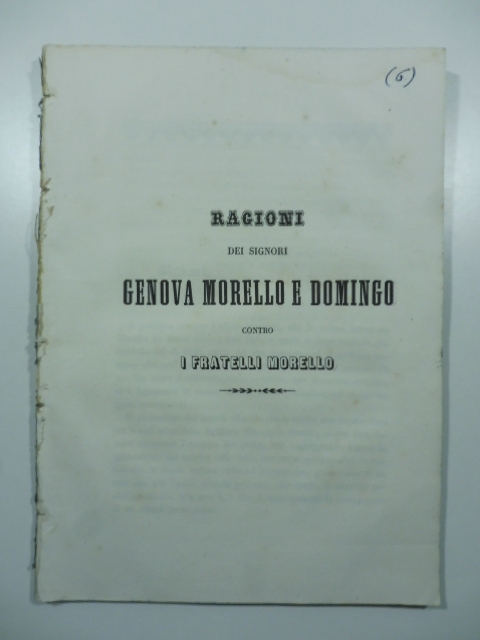 (6)
RAGIONI
DEI SIGNORI
GENOVA MORELLO E DOMINGO
CONTRO
I FRATELLI MORELLO